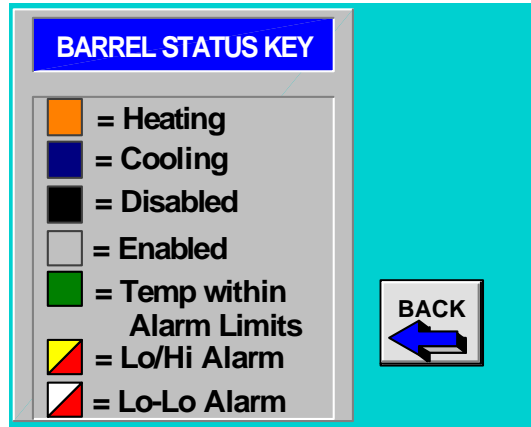 BARREL STATUS KEY
= Heating
= Cooling
= Disabled
= Enabled
= Temp within
Alarm Limits
= Lo/Hi Alarm
= Lo-Lo Alarm
BACK